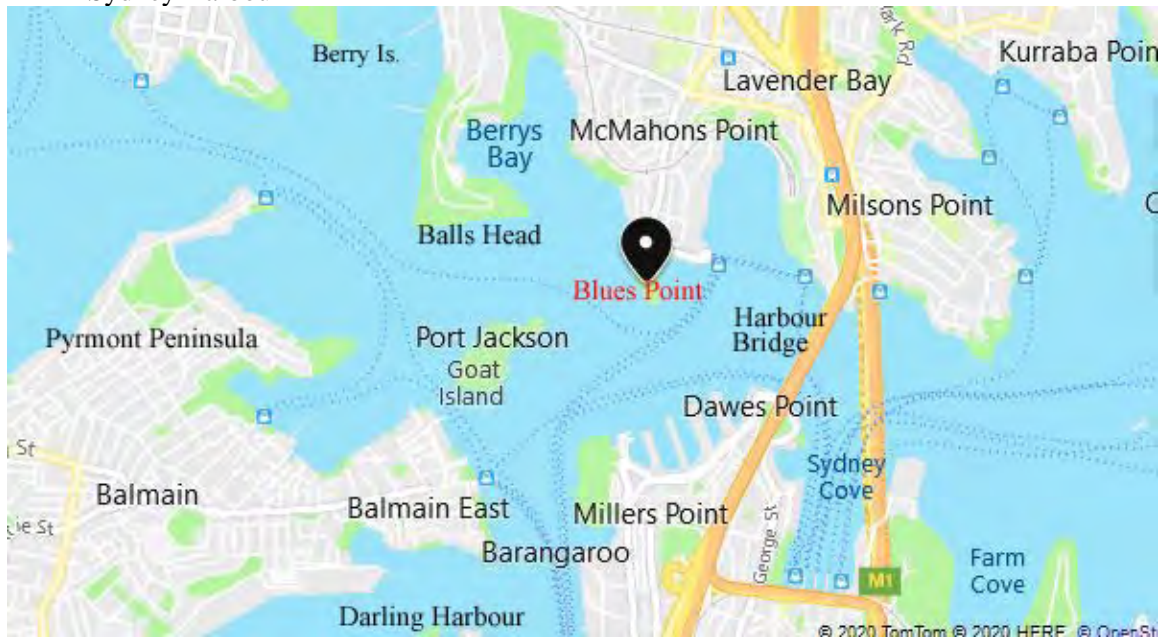 Berry Is.
Kurraba Poin
Lavender Bay
Berrys
Bay
McMahons Point
Milsons Point
Balls Head
Blues Point
Harbour
Bridge
Pyrmont Peninsula
Port Jackson
Goat
Island
Dawes Point
St
Sydney
Cove
Balmain
Balmain East
Millers Point
George St
Barangaroo
Farm
Cove
M1
Darling Harbour
© 2020 TomTom © 2020 HERE, © OpenSt